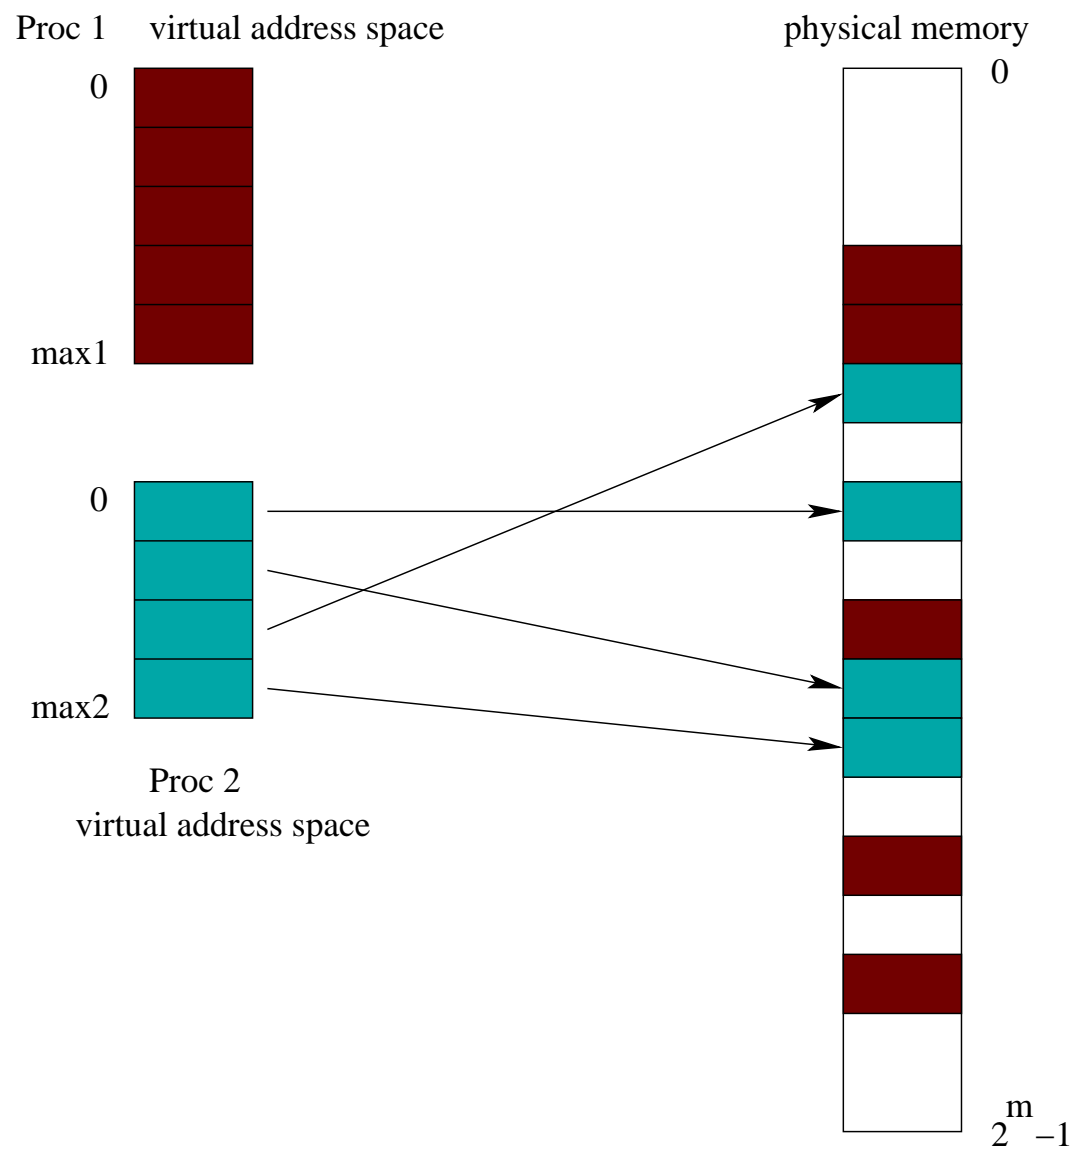 Proc 1 virtual address space
physical memory
0
0
max1
0
max2
Proc 2
virtual address space
m
2 −1